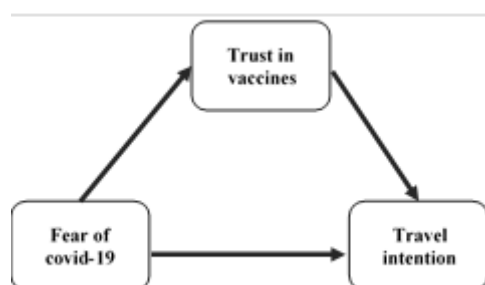 Trust in
vaccines
Fear of
covid-19
Travel
intention